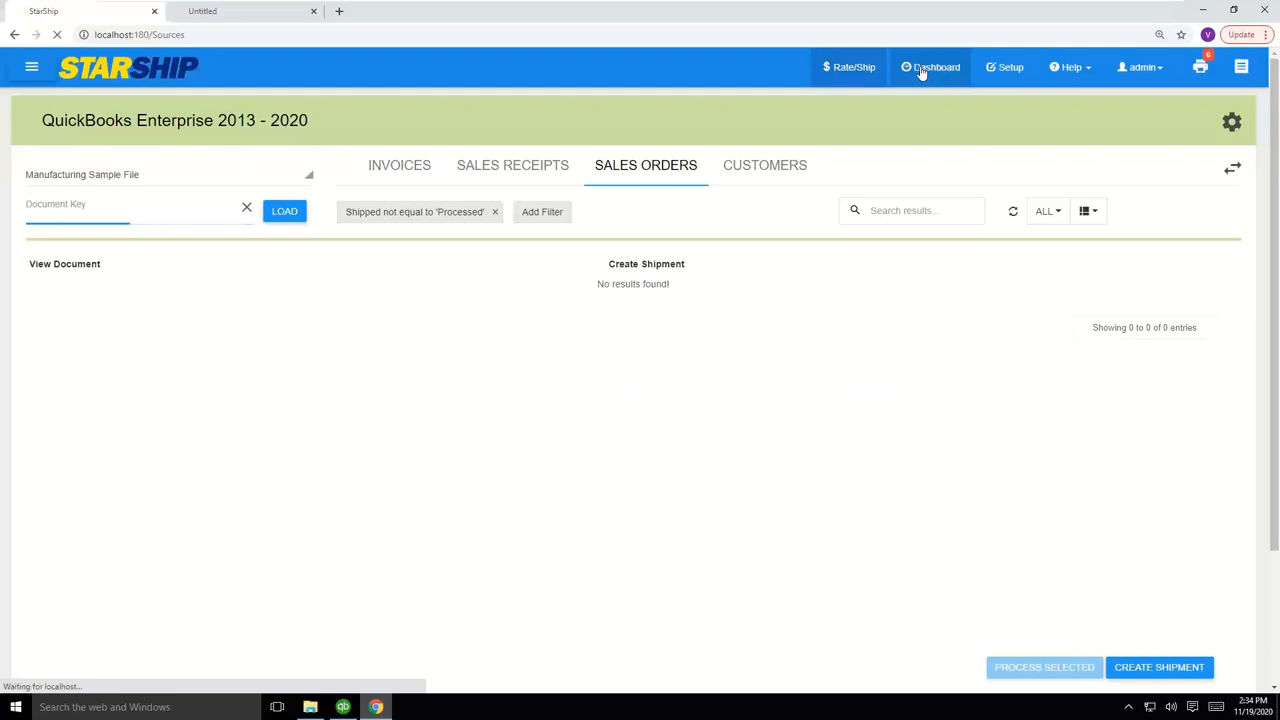 StarShip × Untitled × +
localhost:180/Sources V Update
STARSHIP $ Rate/Ship Dashboard Setup Help admin 6
QuickBooks Enterprise 2013 - 2020
INVOICES SALES RECEIPTS SALES ORDERS CUSTOMERS
Manufacturing Sample File
Document Key
LOAD
Shipped not equal to 'Processed' × Add Filter Search results... ALL
View Document Create Shipment
No results found!
Showing 0 to 0 of 0 entries
PROCESS SELECTED CREATE SHIPMENT
Waiting for localhost...
Search the web and Windows qb
2:34 PM
11/19/2020